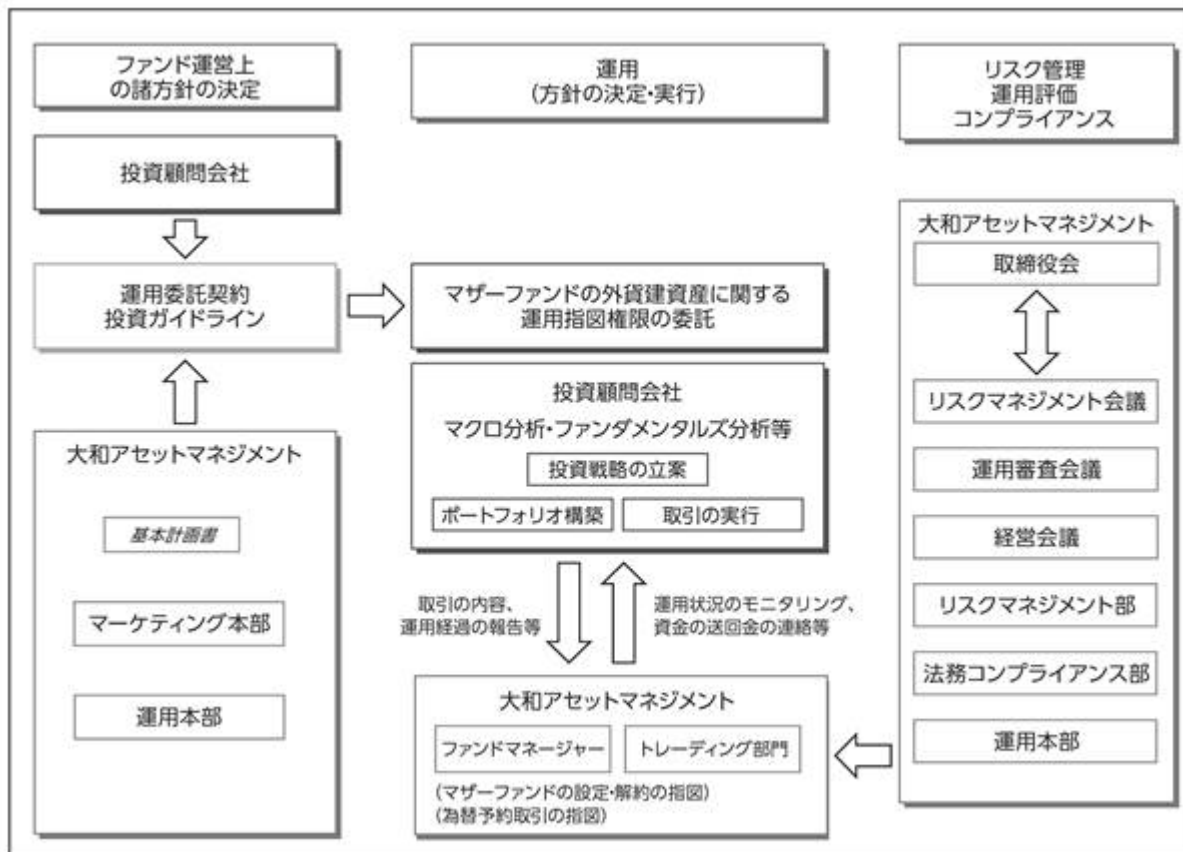 ファンド運営上
の諸方針の決定
投資顧問会社
運用委託契約
投資ガイドライン
大和アセットマネジメント
基本計画書
マーケティング本部
運用本部
運用
(方針の決定・実行)
マザーファンドの外貨建資産に関する
運用指図権限の委託
投資顧問会社
マクロ分析・ファンダメンタルズ分析等
投資戦略の立案
ポートフォリオ構築
取引の実行
取引の内容、
運用経過の報告等
運用状況のモニタリング、
資金の送回金の連絡等
大和アセットマネジメント
ファンドマネージャー
トレーディング部門
(マザーファンドの設定・解約の指図)
(為替予約取引の指図)
リスク管理
運用評価
コンプライアンス
大和アセットマネジメント
取締役会
リスクマネジメント会議
運用審査会議
経営会議
リスクマネジメント部
法務コンプライアンス部
運用本部